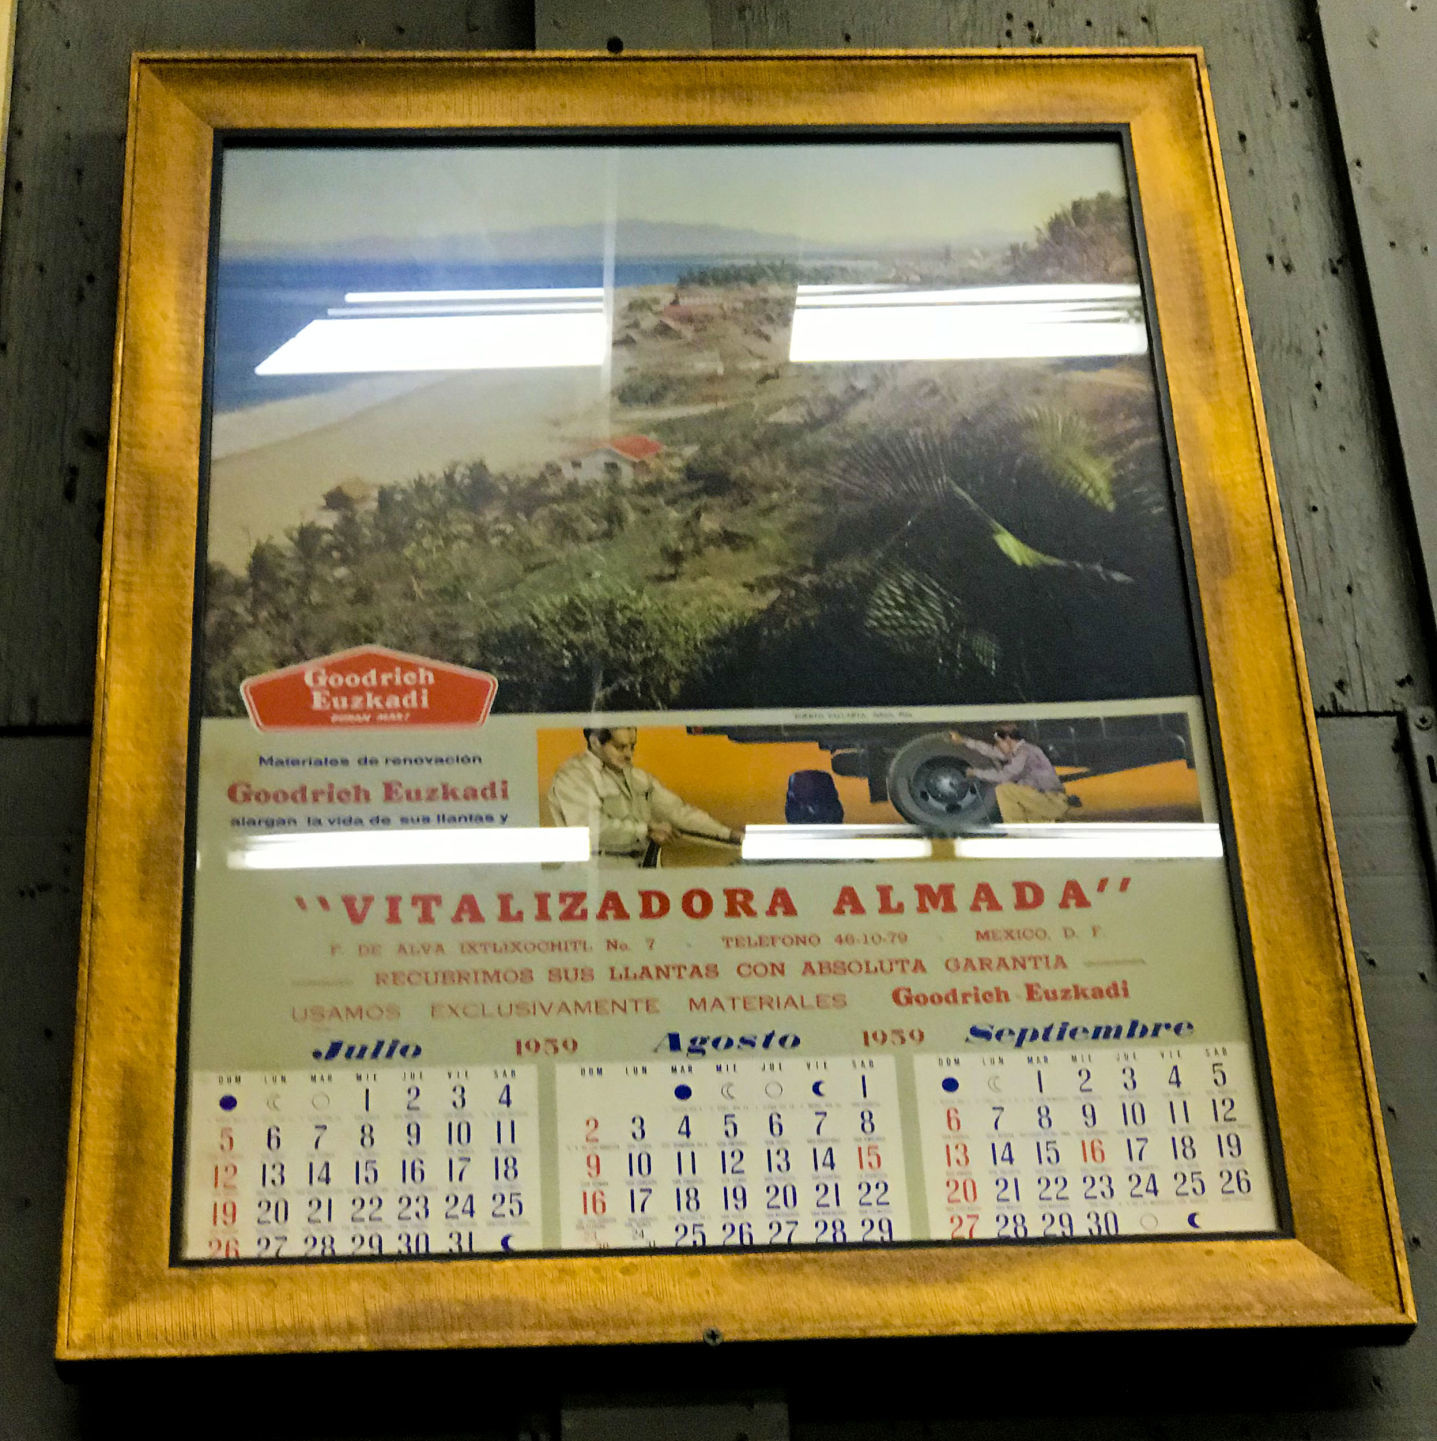 Goodrich
Euzkadi
Materiales de renovación
Goodrich Euzkadi
alargan la vida de sus llantas y
"VITALIZADORA ALMADA"
F. DE ALVA IXTLIXOCHITL No. 7 - TELEFONO 46-10-79 - MEXICO, D. F.
RECUBRIMOS SUS LLANTAS CON ABSOLUTA GARANTIA
USAMOS EXCLUSIVAMENTE MATERIALES Goodrich Euzkadi
Julio 1959 Agosto 1959 Septiembre
DOM LUN MAR MIE JUE VIE SAB
1 2 3 4
5 6 7 8 9 10 11
12 13 14 15 16 17 18
19 20 21 22 23 24 25
26 27 28 29 30 31
DOM LUN MAR MIE JUE VIE SAB
1
2 3 4 5 6 7 8
9 10 11 12 13 14 15
16 17 18 19 20 21 22
23 24 25 26 27 28 29
DOM LUN MAR MIE JUE VIE SAB
1 2 3 4 5
6 7 8 9 10 11 12
13 14 15 16 17 18 19
20 21 22 23 24 25 26
27 28 29 30